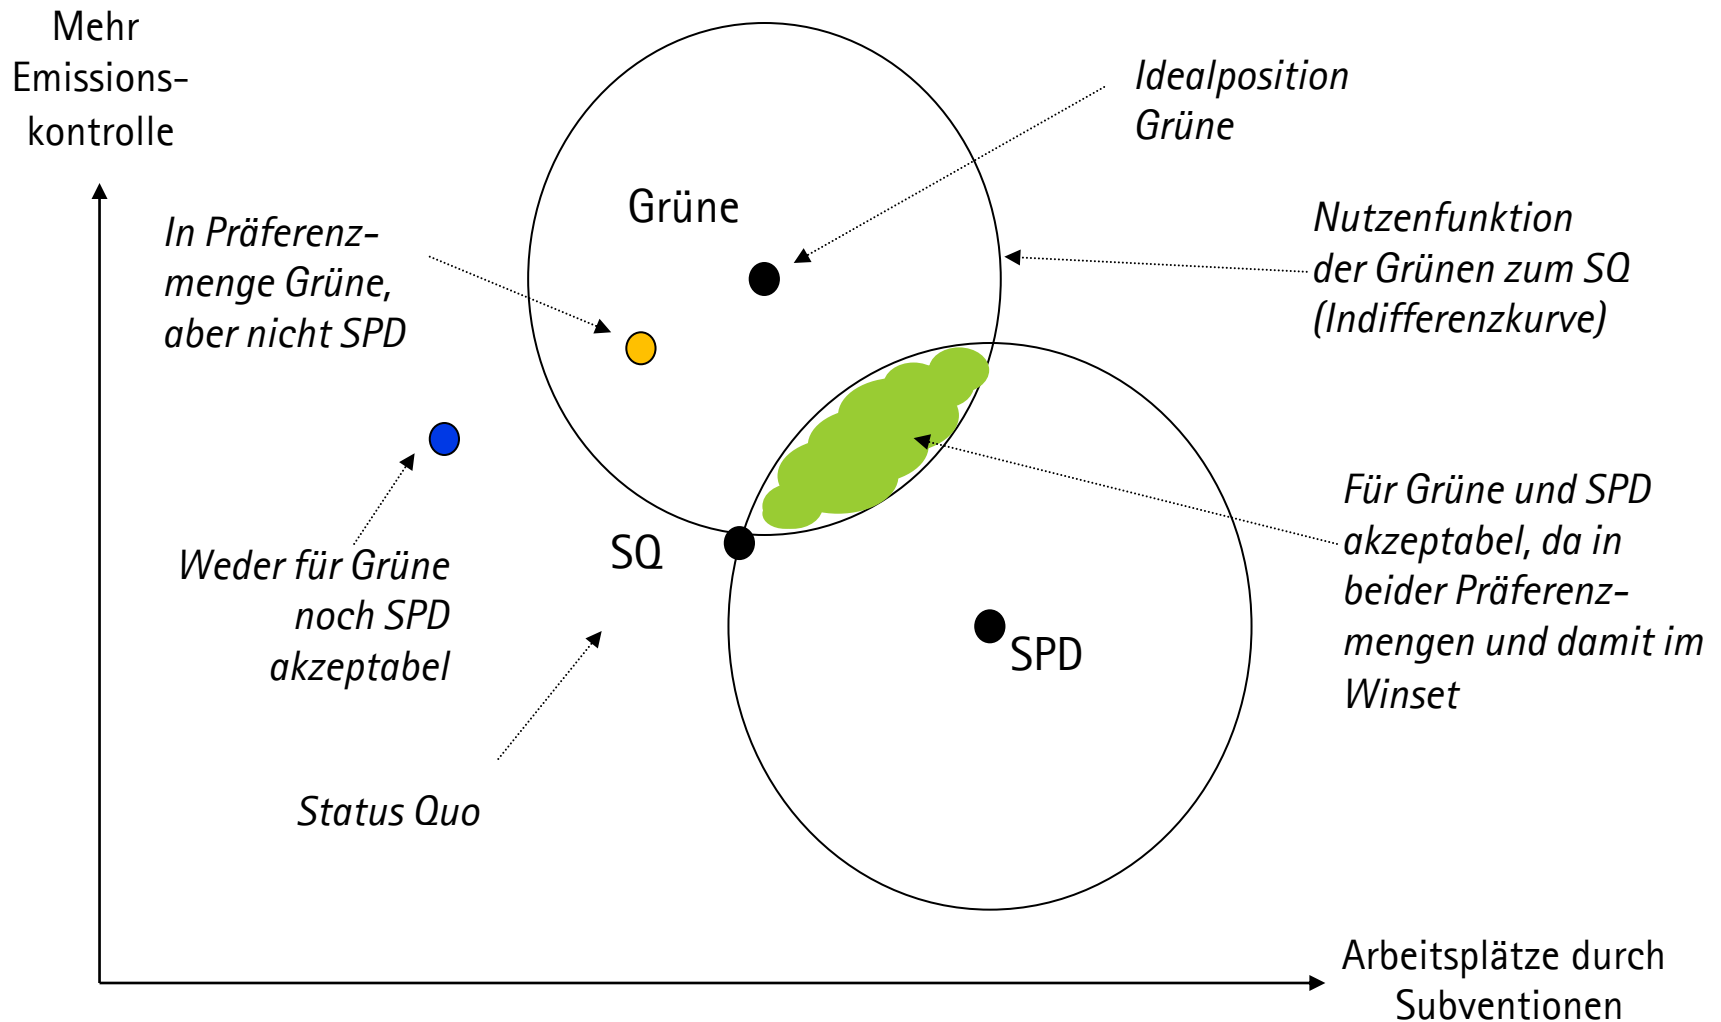 Mehr
Emissions-
kontrolle
Idealposition
Grüne
Grüne
In Präferenz-
menge Grüne,
aber nicht SPD
Nutzenfunktion
der Grünen zum SQ
(Indifferenzkurve)
SQ
Weder für Grüne
noch SPD
akzeptabel
Für Grüne und SPD
akzeptabel, da in
beider Präferenz-
mengen und damit im
Winset
SPD
Status Quo
Arbeitsplätze durch
Subventionen